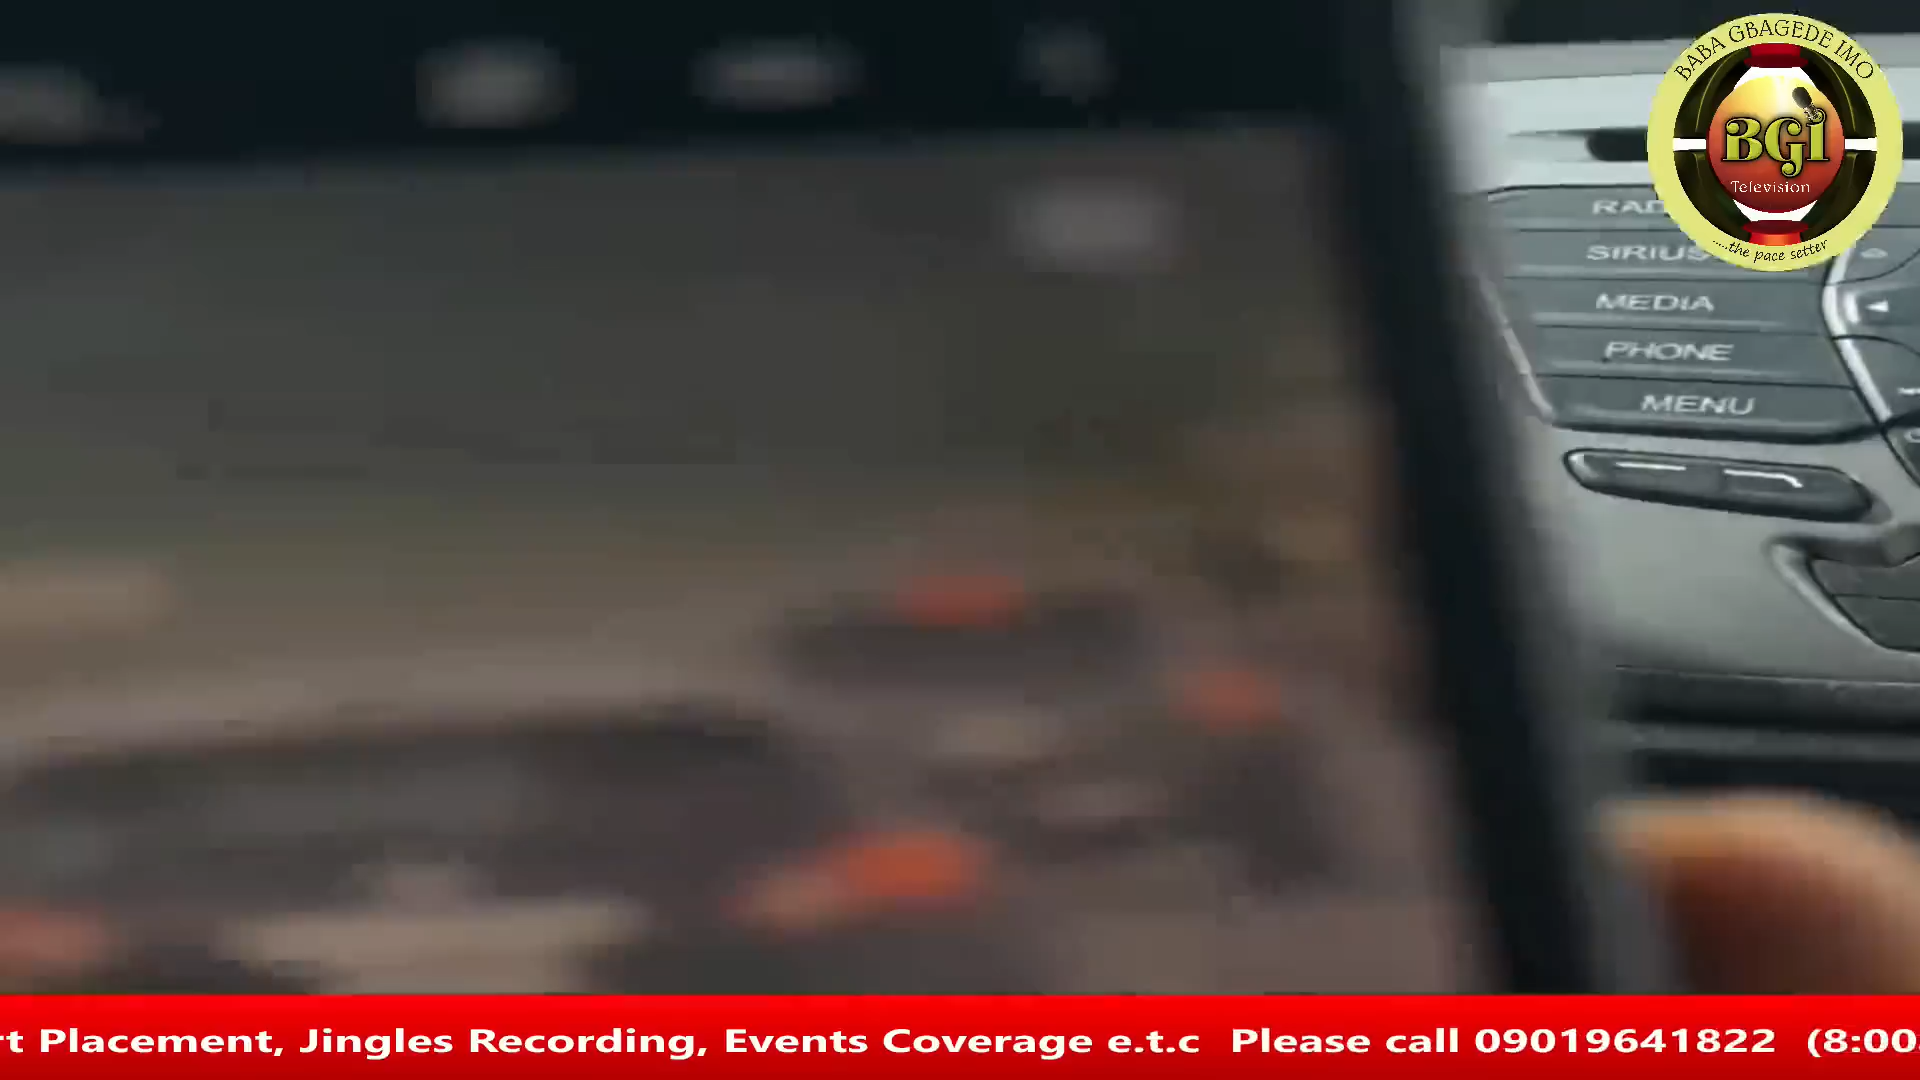 BABA GBAGEDE IMO
BGI
Television
.....the pace setter
SIRIUS
MEDIA
PHONE
MENU
rt Placement, Jingles Recording, Events Coverage e.t.c Please call 09019641822 (8:00